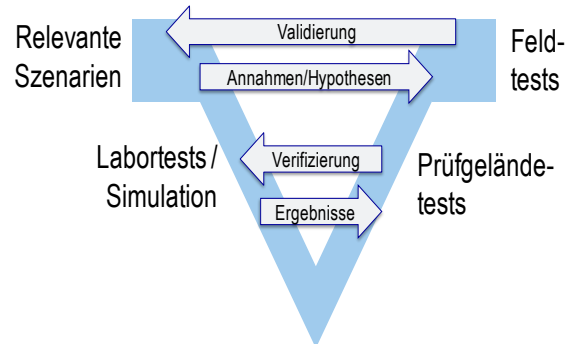 Validierung
Relevante
Szenarien
Feld-
tests
Annahmen/Hypothesen
Labortests /
Simulation
Verifizierung
Prüfgelände-
tests
Ergebnisse